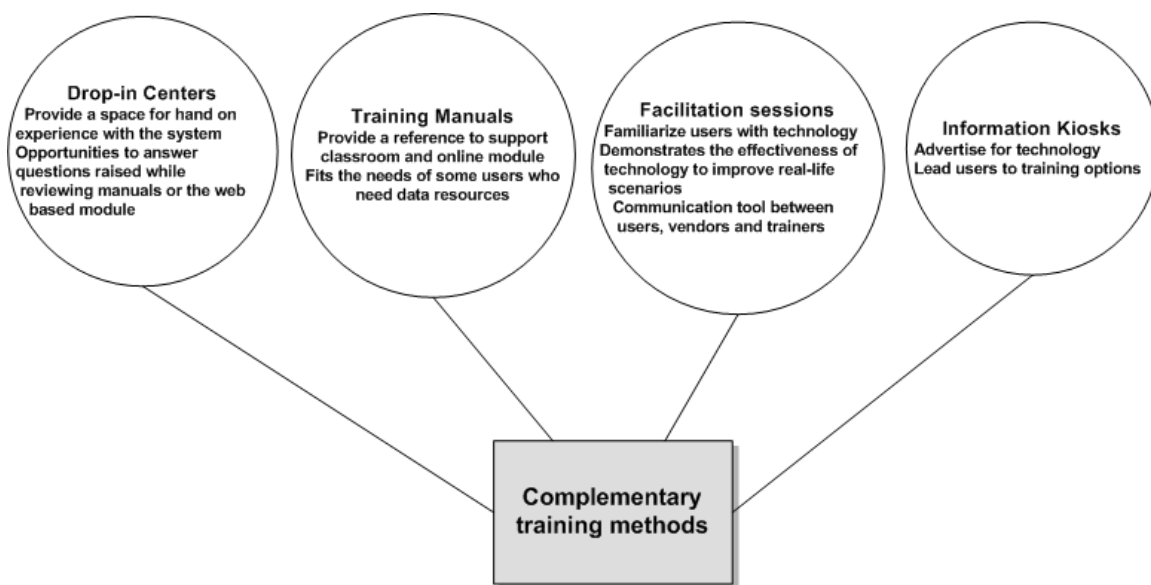 Drop-in Centers
Provide a space for hand on
experience with the system
Opportunities to answer
questions raised while
reviewing manuals or the web
based module
Training Manuals
Provide a reference to support
classroom and online module
Fits the needs of some users who
need data resources
Facilitation sessions
Familiarize users with technology
Demonstrates the effectiveness of
technology to improve real-life
scenarios
Communication tool between
users, vendors and trainers
Information Kiosks
Advertise for technology
Lead users to training options
Complementary
training methods